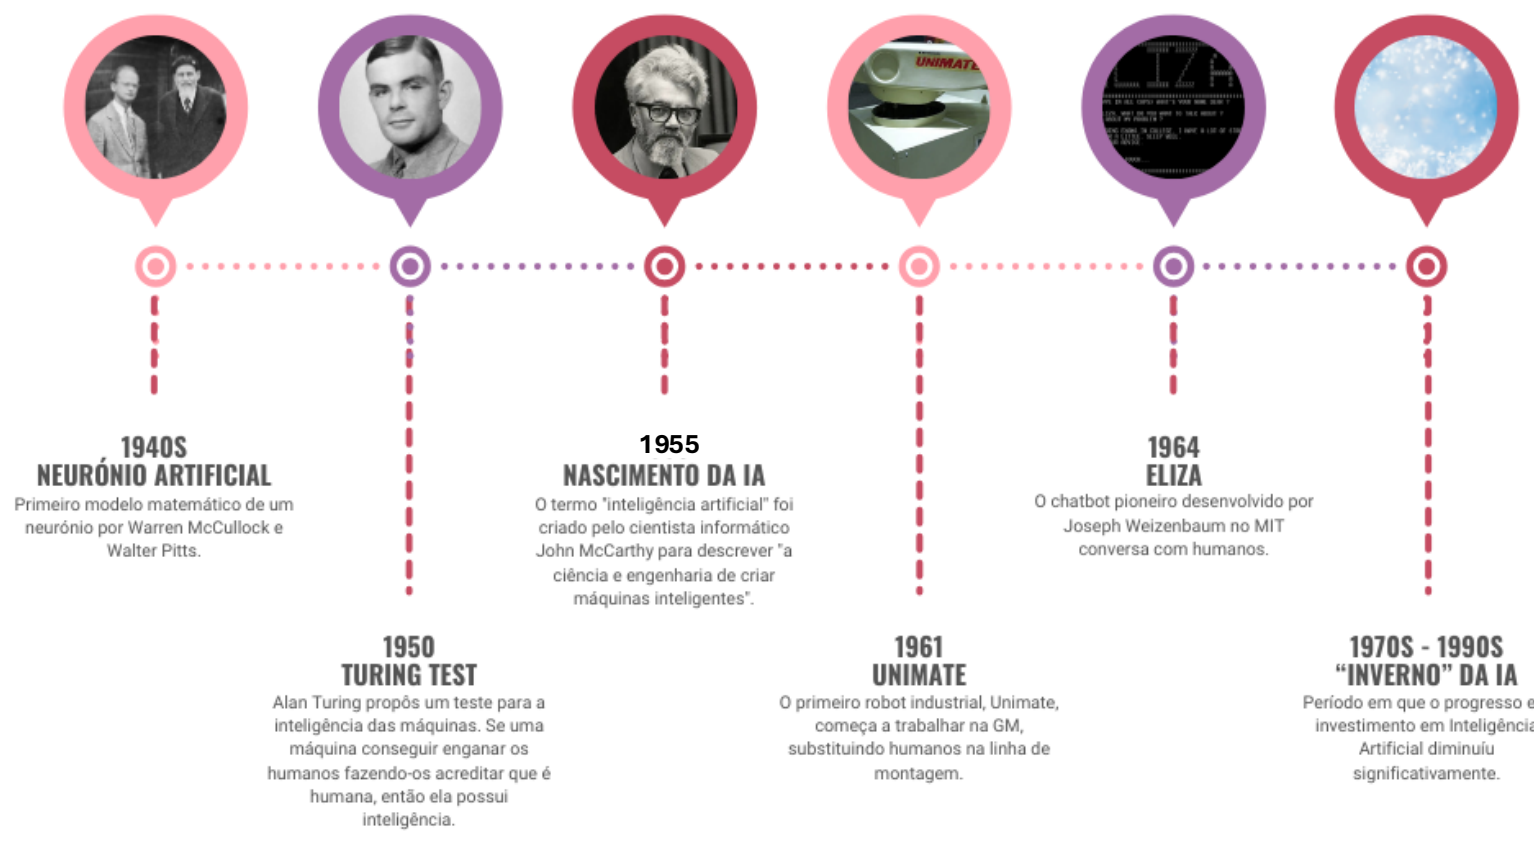 UNIMATE
LIZA
1940S
NEURÓNIO ARTIFICIAL
Primeiro modelo matemático de um
neurónio por Warren McCullock e
Walter Pitts.
1950
TURING TEST
Alan Turing propôs um teste para a
inteligência das máquinas. Se uma
máquina conseguir enganar os
humanos fazendo-os acreditar que é
humana, então ela possui
inteligência.
1955
NASCIMENTO DA IA
O termo "inteligência artificial" foi
criado pelo cientista informático
John McCarthy para descrever "a
ciência e engenharia de criar
máquinas inteligentes".
1961
UNIMATE
O primeiro robot industrial, Unimate,
começa a trabalhar na GM,
substituindo humanos na linha de
montagem.
1964
ELIZA
O chatbot pioneiro desenvolvido por
Joseph Weizenbaum no MIT
conversa com humanos.
1970S - 1990S
“INVERNO” DA IA
Período em que o progresso e
investimento em Inteligência
Artificial diminuíu
significativamente.